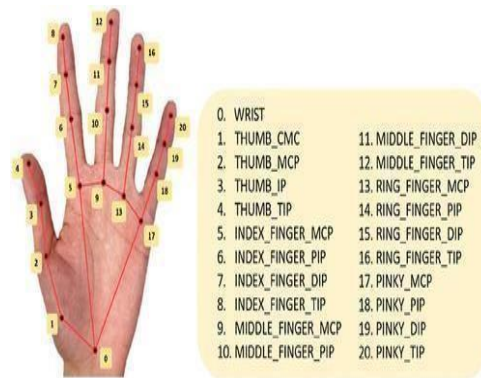 12
8
16
11
7
15
20
6
10
14
19
4
5
9
13
18
3
17
2
1
0
0. WRIST
1. THUMB_CMC
2. THUMB_MCP
3. THUMB_IP
4. THUMB_TIP
5. INDEX_FINGER_MCP
6. INDEX_FINGER_PIP
7. INDEX_FINGER_DIP
8. INDEX_FINGER_TIP
9. MIDDLE_FINGER_MCP
10. MIDDLE_FINGER_PIP
11. MIDDLE_FINGER_DIP
12. MIDDLE_FINGER_TIP
13. RING_FINGER_MCP
14. RING_FINGER_PIP
15. RING_FINGER_DIP
16. RING_FINGER_TIP
17. PINKY_MCP
18. PINKY_PIP
19. PINKY_DIP
20. PINKY_TIP